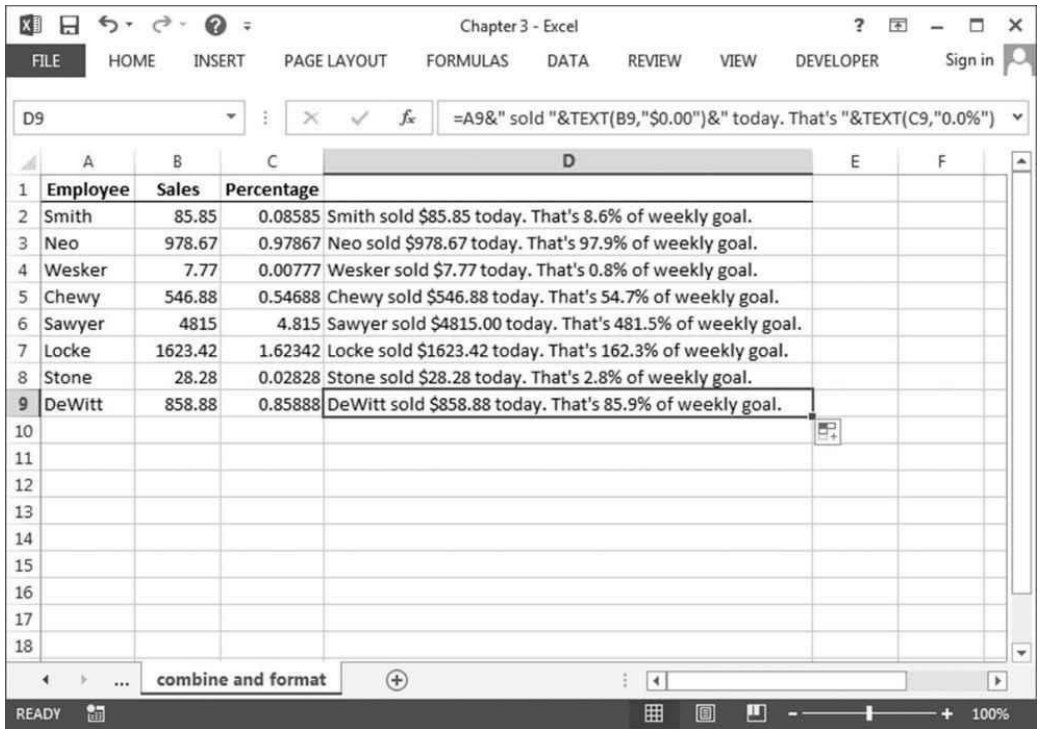 Chapter 3 - Excel
FILE HOME INSERT PAGE LAYOUT FORMULAS DATA REVIEW VIEW DEVELOPER Sign in
D9 fx =A9&" sold "&TEXT(B9,"$0.00")&" today. That's "&TEXT(C9,"0.0%")
A B C D E F
1 Employee Sales Percentage
2 Smith 85.85 0.08585 Smith sold $85.85 today. That's 8.6% of weekly goal.
3 Neo 978.67 0.97867 Neo sold $978.67 today. That's 97.9% of weekly goal.
4 Wesker 7.77 0.00777 Wesker sold $7.77 today. That's 0.8% of weekly goal.
5 Chewy 546.88 0.54688 Chewy sold $546.88 today. That's 54.7% of weekly goal.
6 Sawyer 4815 4.815 Sawyer sold $4815.00 today. That's 481.5% of weekly goal.
7 Locke 1623.42 1.62342 Locke sold $1623.42 today. That's 162.3% of weekly goal.
8 Stone 28.28 0.02828 Stone sold $28.28 today. That's 2.8% of weekly goal.
9 DeWitt 858.88 0.85888 DeWitt sold $858.88 today. That's 85.9% of weekly goal.
10
11
12
13
14
15
16
17
18
... combine and format
READY 100%